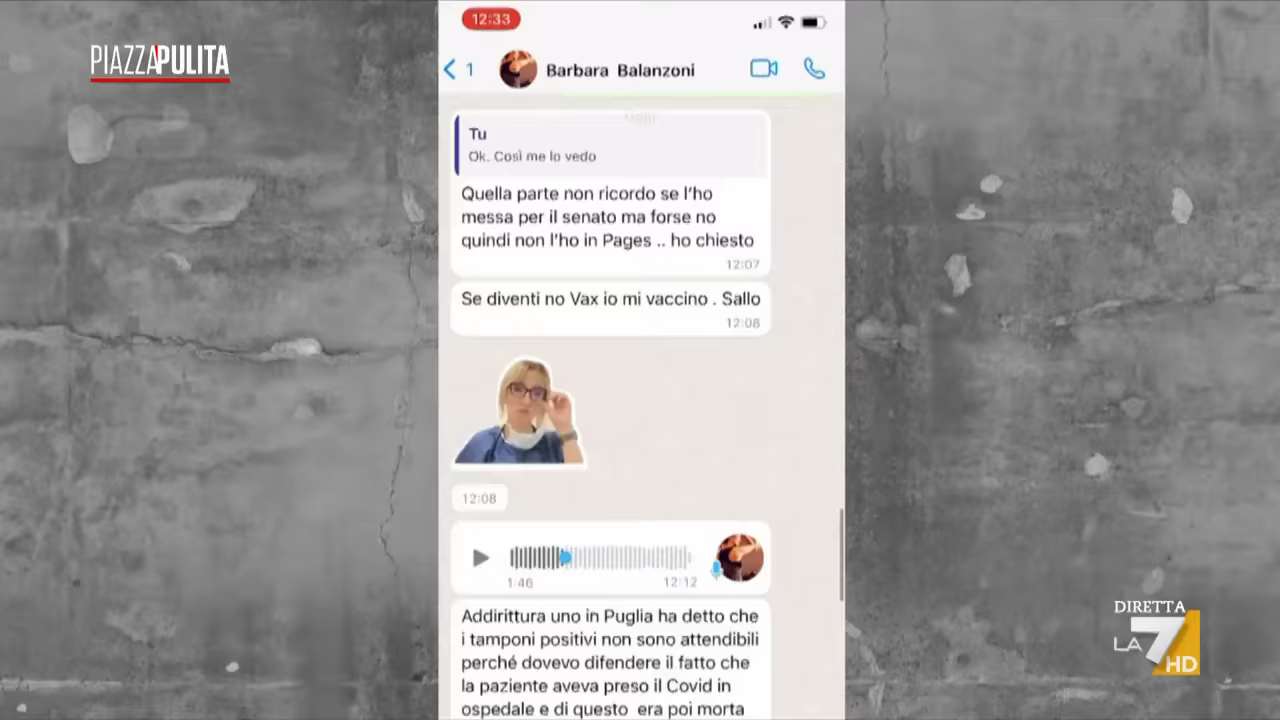 PIAZZAPULITA
12:33
1
Barbara Balanzoni
Oggi
Tu
Ok. Così me lo vedo
Quella parte non ricordo se l'ho
messa per il senato ma forse no
quindi non l'ho in Pages .. ho chiesto
12:07
Se diventi no Vax io mi vaccino . Sallo
12:08
12:08
1:46
12:12
Addirittura uno in Puglia ha detto che
i tamponi positivi non sono attendibili
perché dovevo difendere il fatto che
la paziente aveva preso il Covid in
ospedale e di questo era poi morta
DIRETTA
LA 7 HD